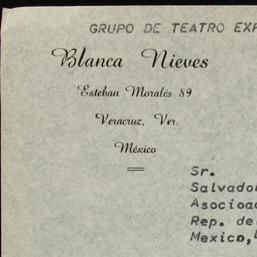 GRUPO DE TEATRO EXP
Blanca Nieves
Esteban Morales 89
Veracruz, Ver.
México
Sr.
Salvador
Asociac
Rep. de
Mexico,